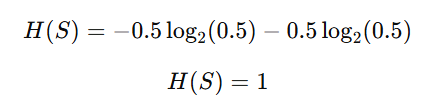 H(S) = −0.5 log₂(0.5) − 0.5 log₂(0.5)
H(S) = 1